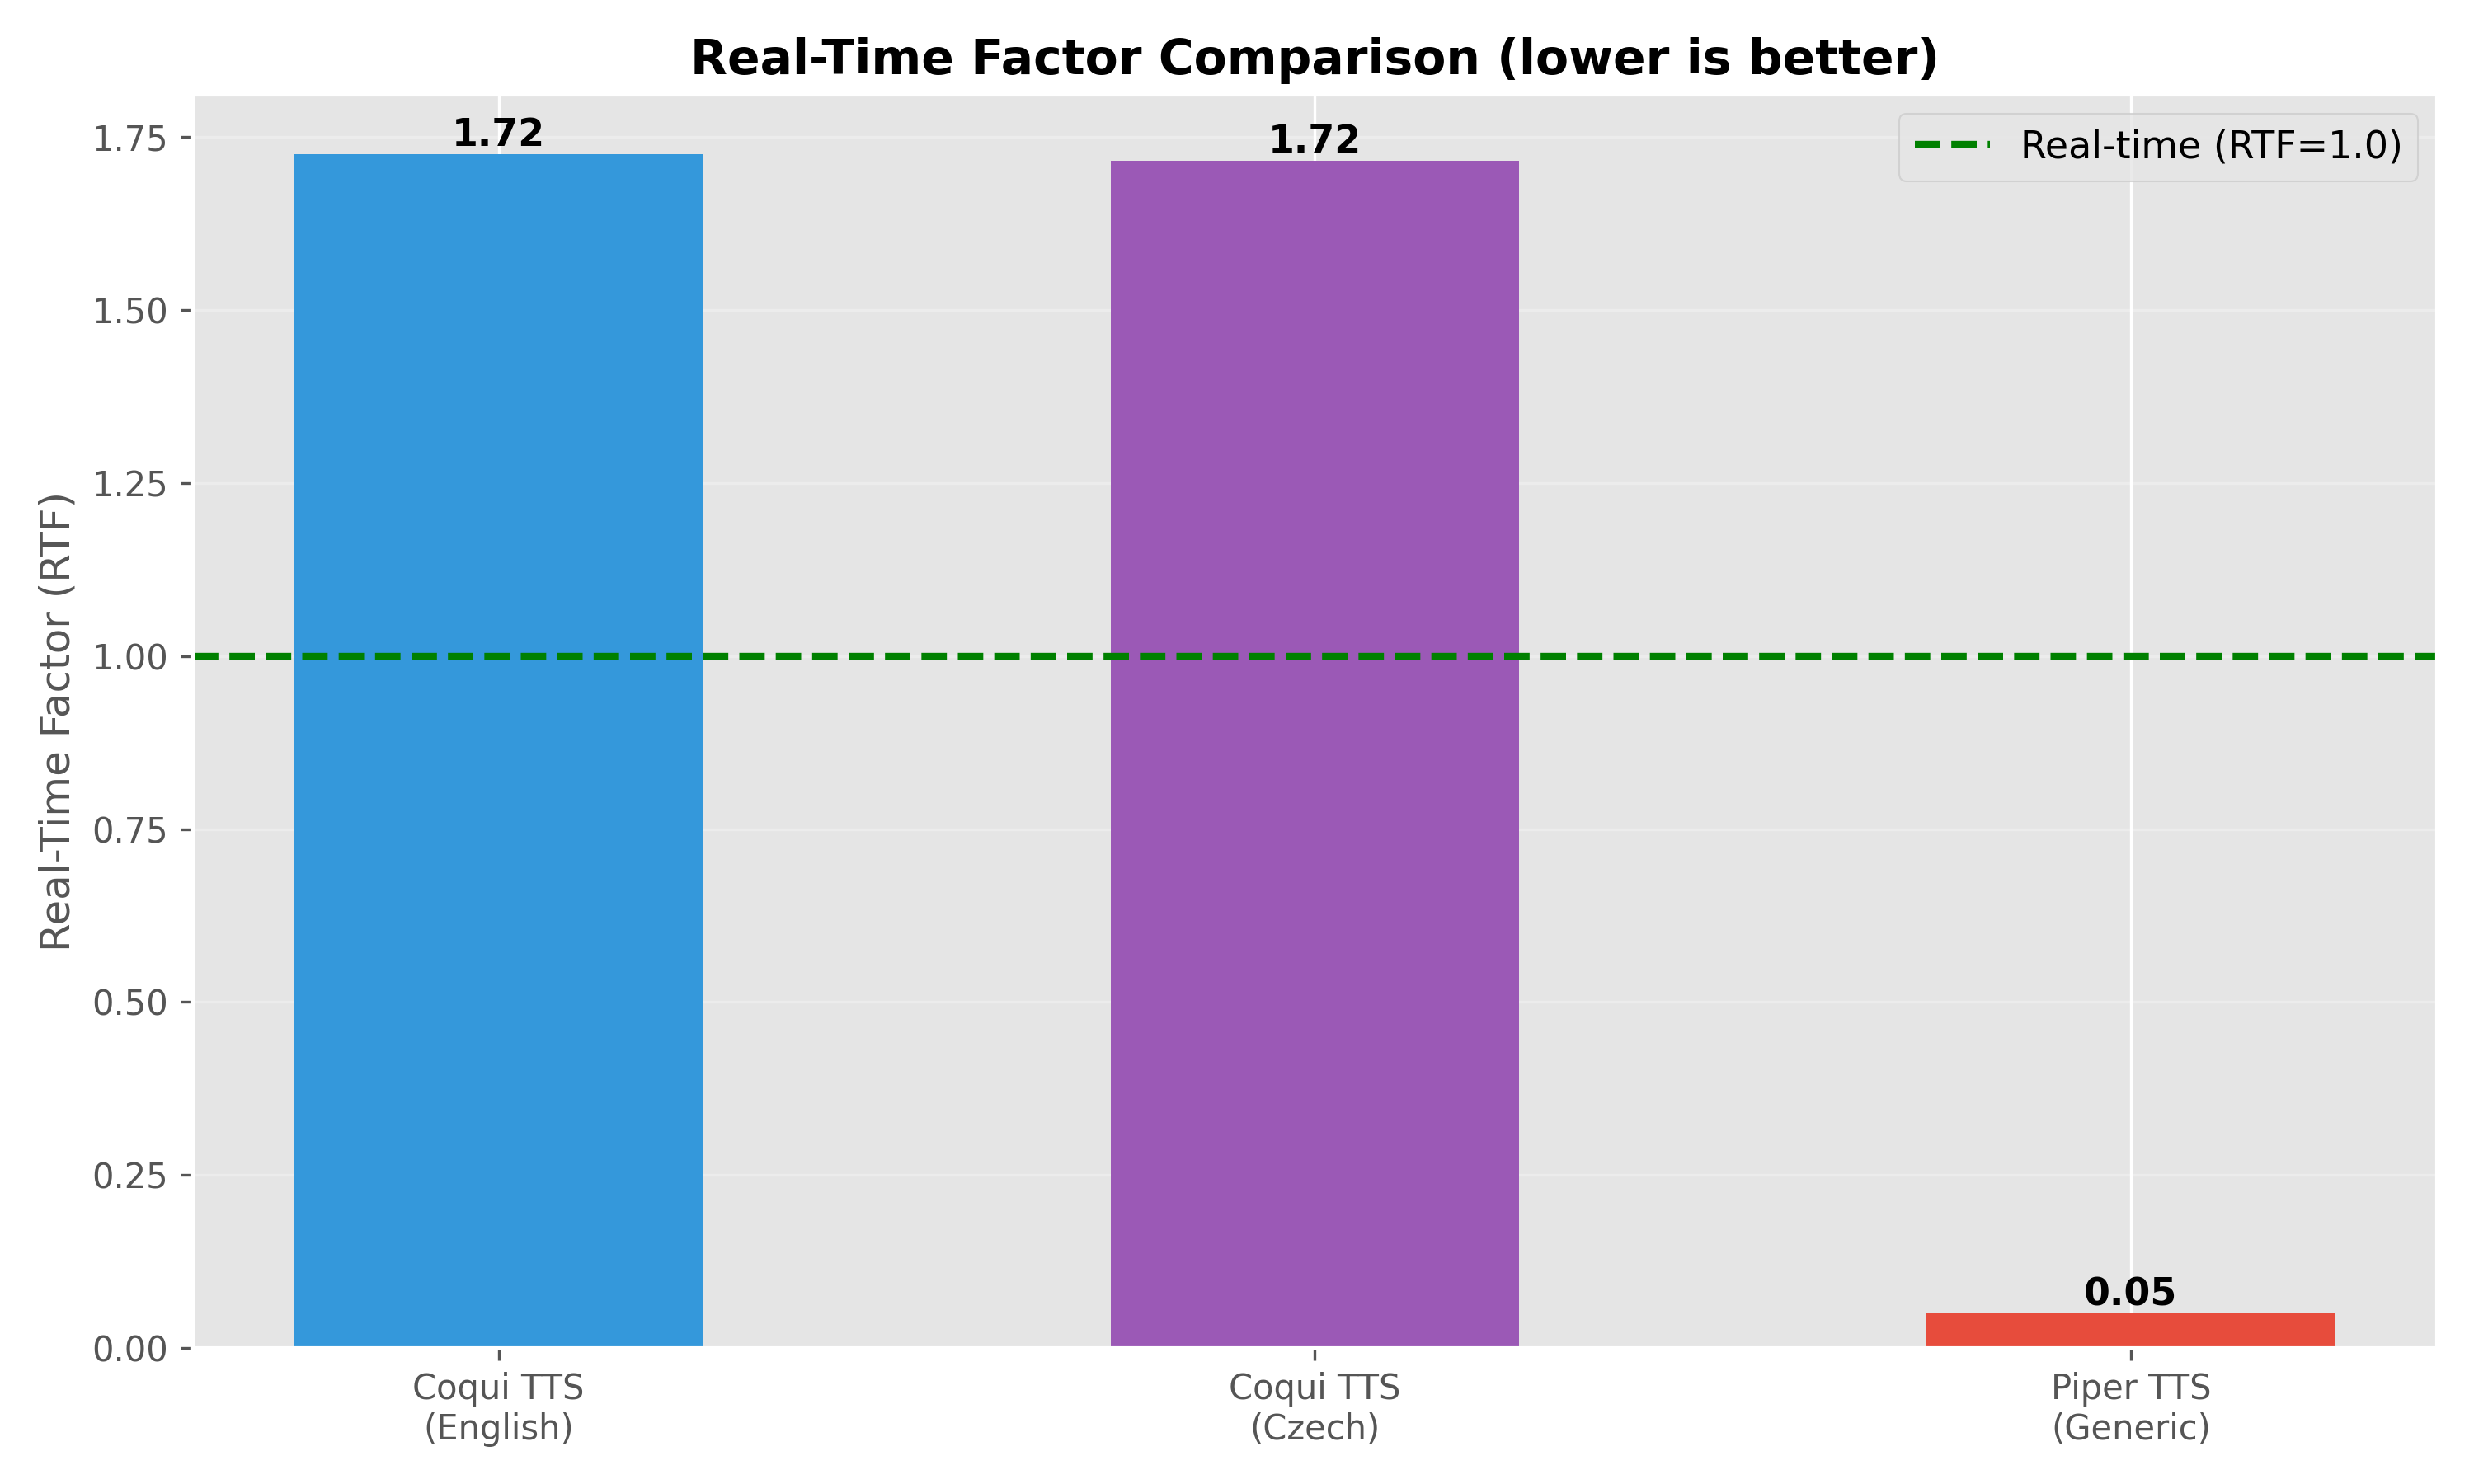 Real-Time Factor Comparison (lower is better)
Real-Time Factor (RTF)
1.75
1.50
1.25
1.00
0.75
0.50
0.25
0.00
1.72
1.72
0.05
Real-time (RTF=1.0)
Coqui TTS
(English)
Coqui TTS
(Czech)
Piper TTS
(Generic)